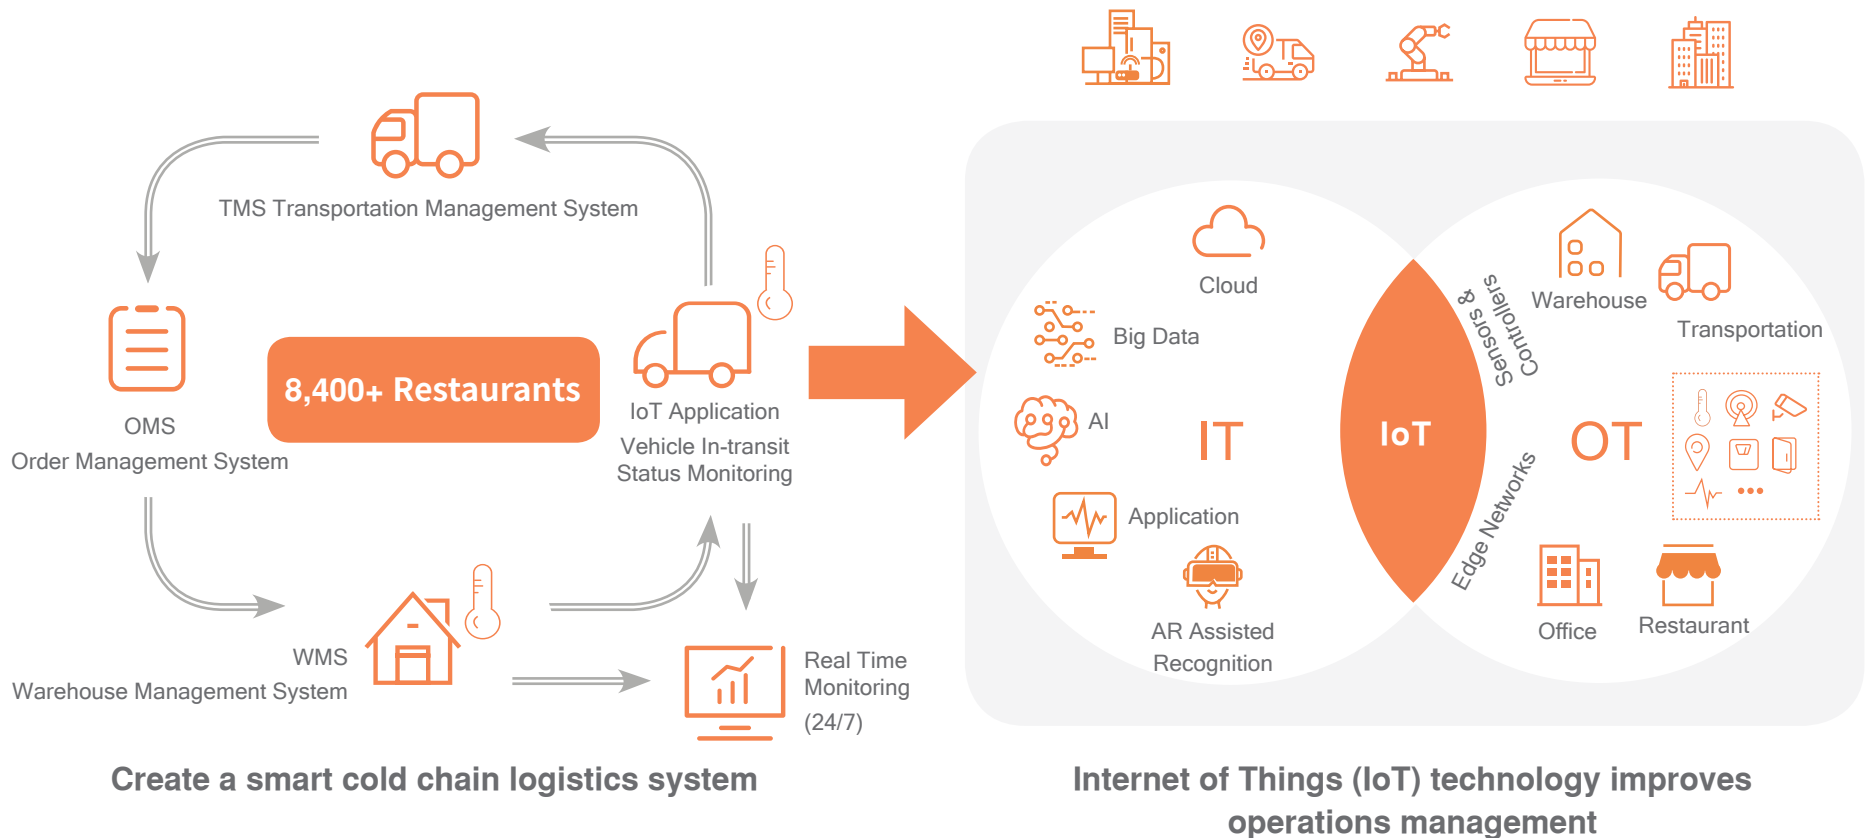 TMS Transportation Management System
8,400+ Restaurants
OMS
Order Management System
IoT Application
Vehicle In-transit
Status Monitoring
WMS
Warehouse Management System
Real Time
Monitoring
(24/7)
Create a smart cold chain logistics system
Cloud
Big Data
AI
IT
Application
AR Assisted
Recognition
IoT
Sensors &
Controllers
Edge Networks
OT
Warehouse
Transportation
Office
Restaurant
Internet of Things (IoT) technology improves
operations management